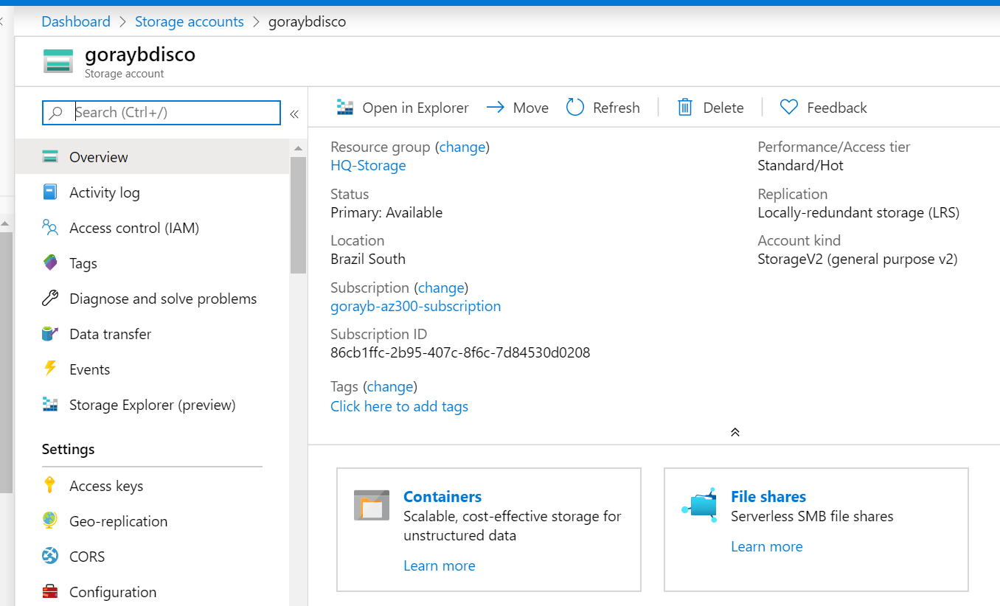 Dashboard > Storage accounts > goraybdisco
goraybdisco
Storage account
Search (Ctrl+/)
«
Overview
Activity log
Access control (IAM)
Tags
Diagnose and solve problems
Data transfer
Events
Storage Explorer (preview)
Settings
Access keys
Geo-replication
CORS
Configuration
Open in Explorer
Move
Refresh
Delete
Feedback
Resource group (change)
HQ-Storage
Status
Primary: Available
Location
Brazil South
Subscription (change)
gorayb-az300-subscription
Subscription ID
86cb1ffc-2b95-407c-8f6c-7d84530d0208
Tags (change)
Click here to add tags
Performance/Access tier
Standard/Hot
Replication
Locally-redundant storage (LRS)
Account kind
StorageV2 (general purpose v2)
Containers
Scalable, cost-effective storage for
unstructured data
Learn more
File shares
Serverless SMB file shares
Learn more